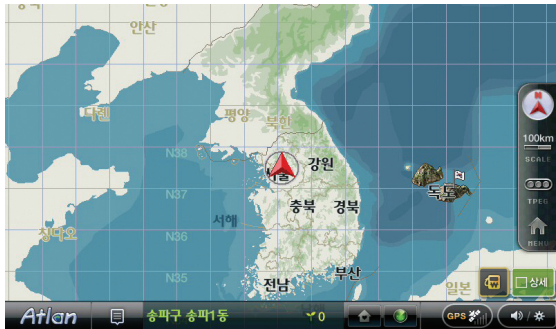 안산
다롄
평양
북한
N38
서울
강원
N37
충북
경북
독도
서해
칭다오
N36
N35
전남
부산
일본
N
100km
SCALE
TPEG
MENU
상세
Atlan
송파구 송파1동
0
GPS